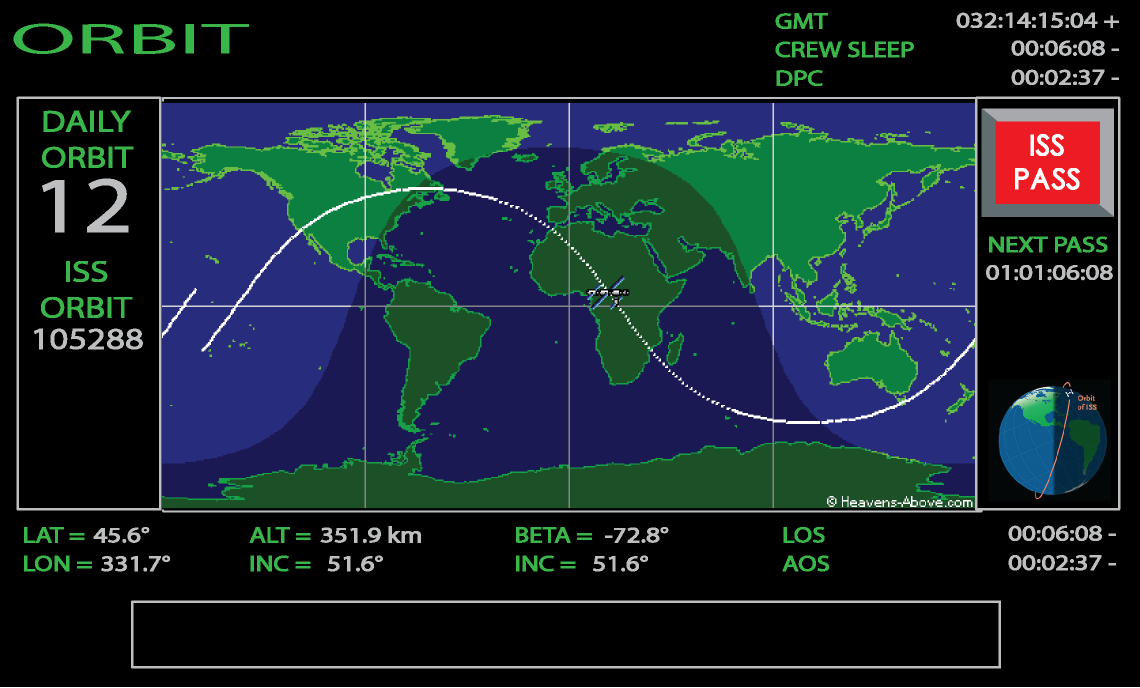 ORBIT
GMT 032:14:15:04 +
CREW SLEEP 00:06:08 -
DPC 00:02:37 -
DAILY
ORBIT
12
ISS
ORBIT
105288
ISS
PASS
NEXT PASS
01:01:06:08
Orbit
of ISS
© Heavens-Above.com
LAT = 45.6° ALT = 351.9 km BETA = -72.8° LOS 00:06:08 -
LON = 331.7° INC = 51.6° INC = 51.6° AOS 00:02:37 -